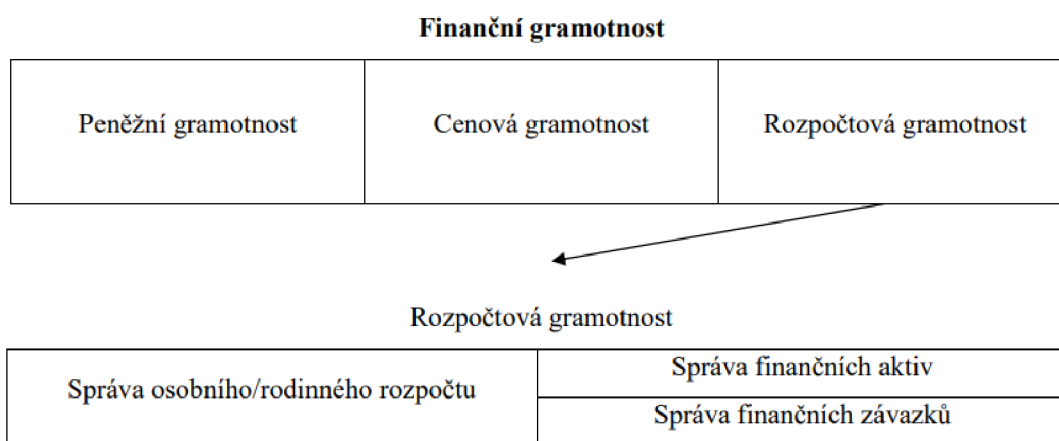 Finanční gramotnost
Peněžní gramotnost
Cenová gramotnost
Rozpočtová gramotnost
Rozpočtová gramotnost
Správa osobního/rodinného rozpočtu
Správa finančních aktiv
Správa finančních závazků